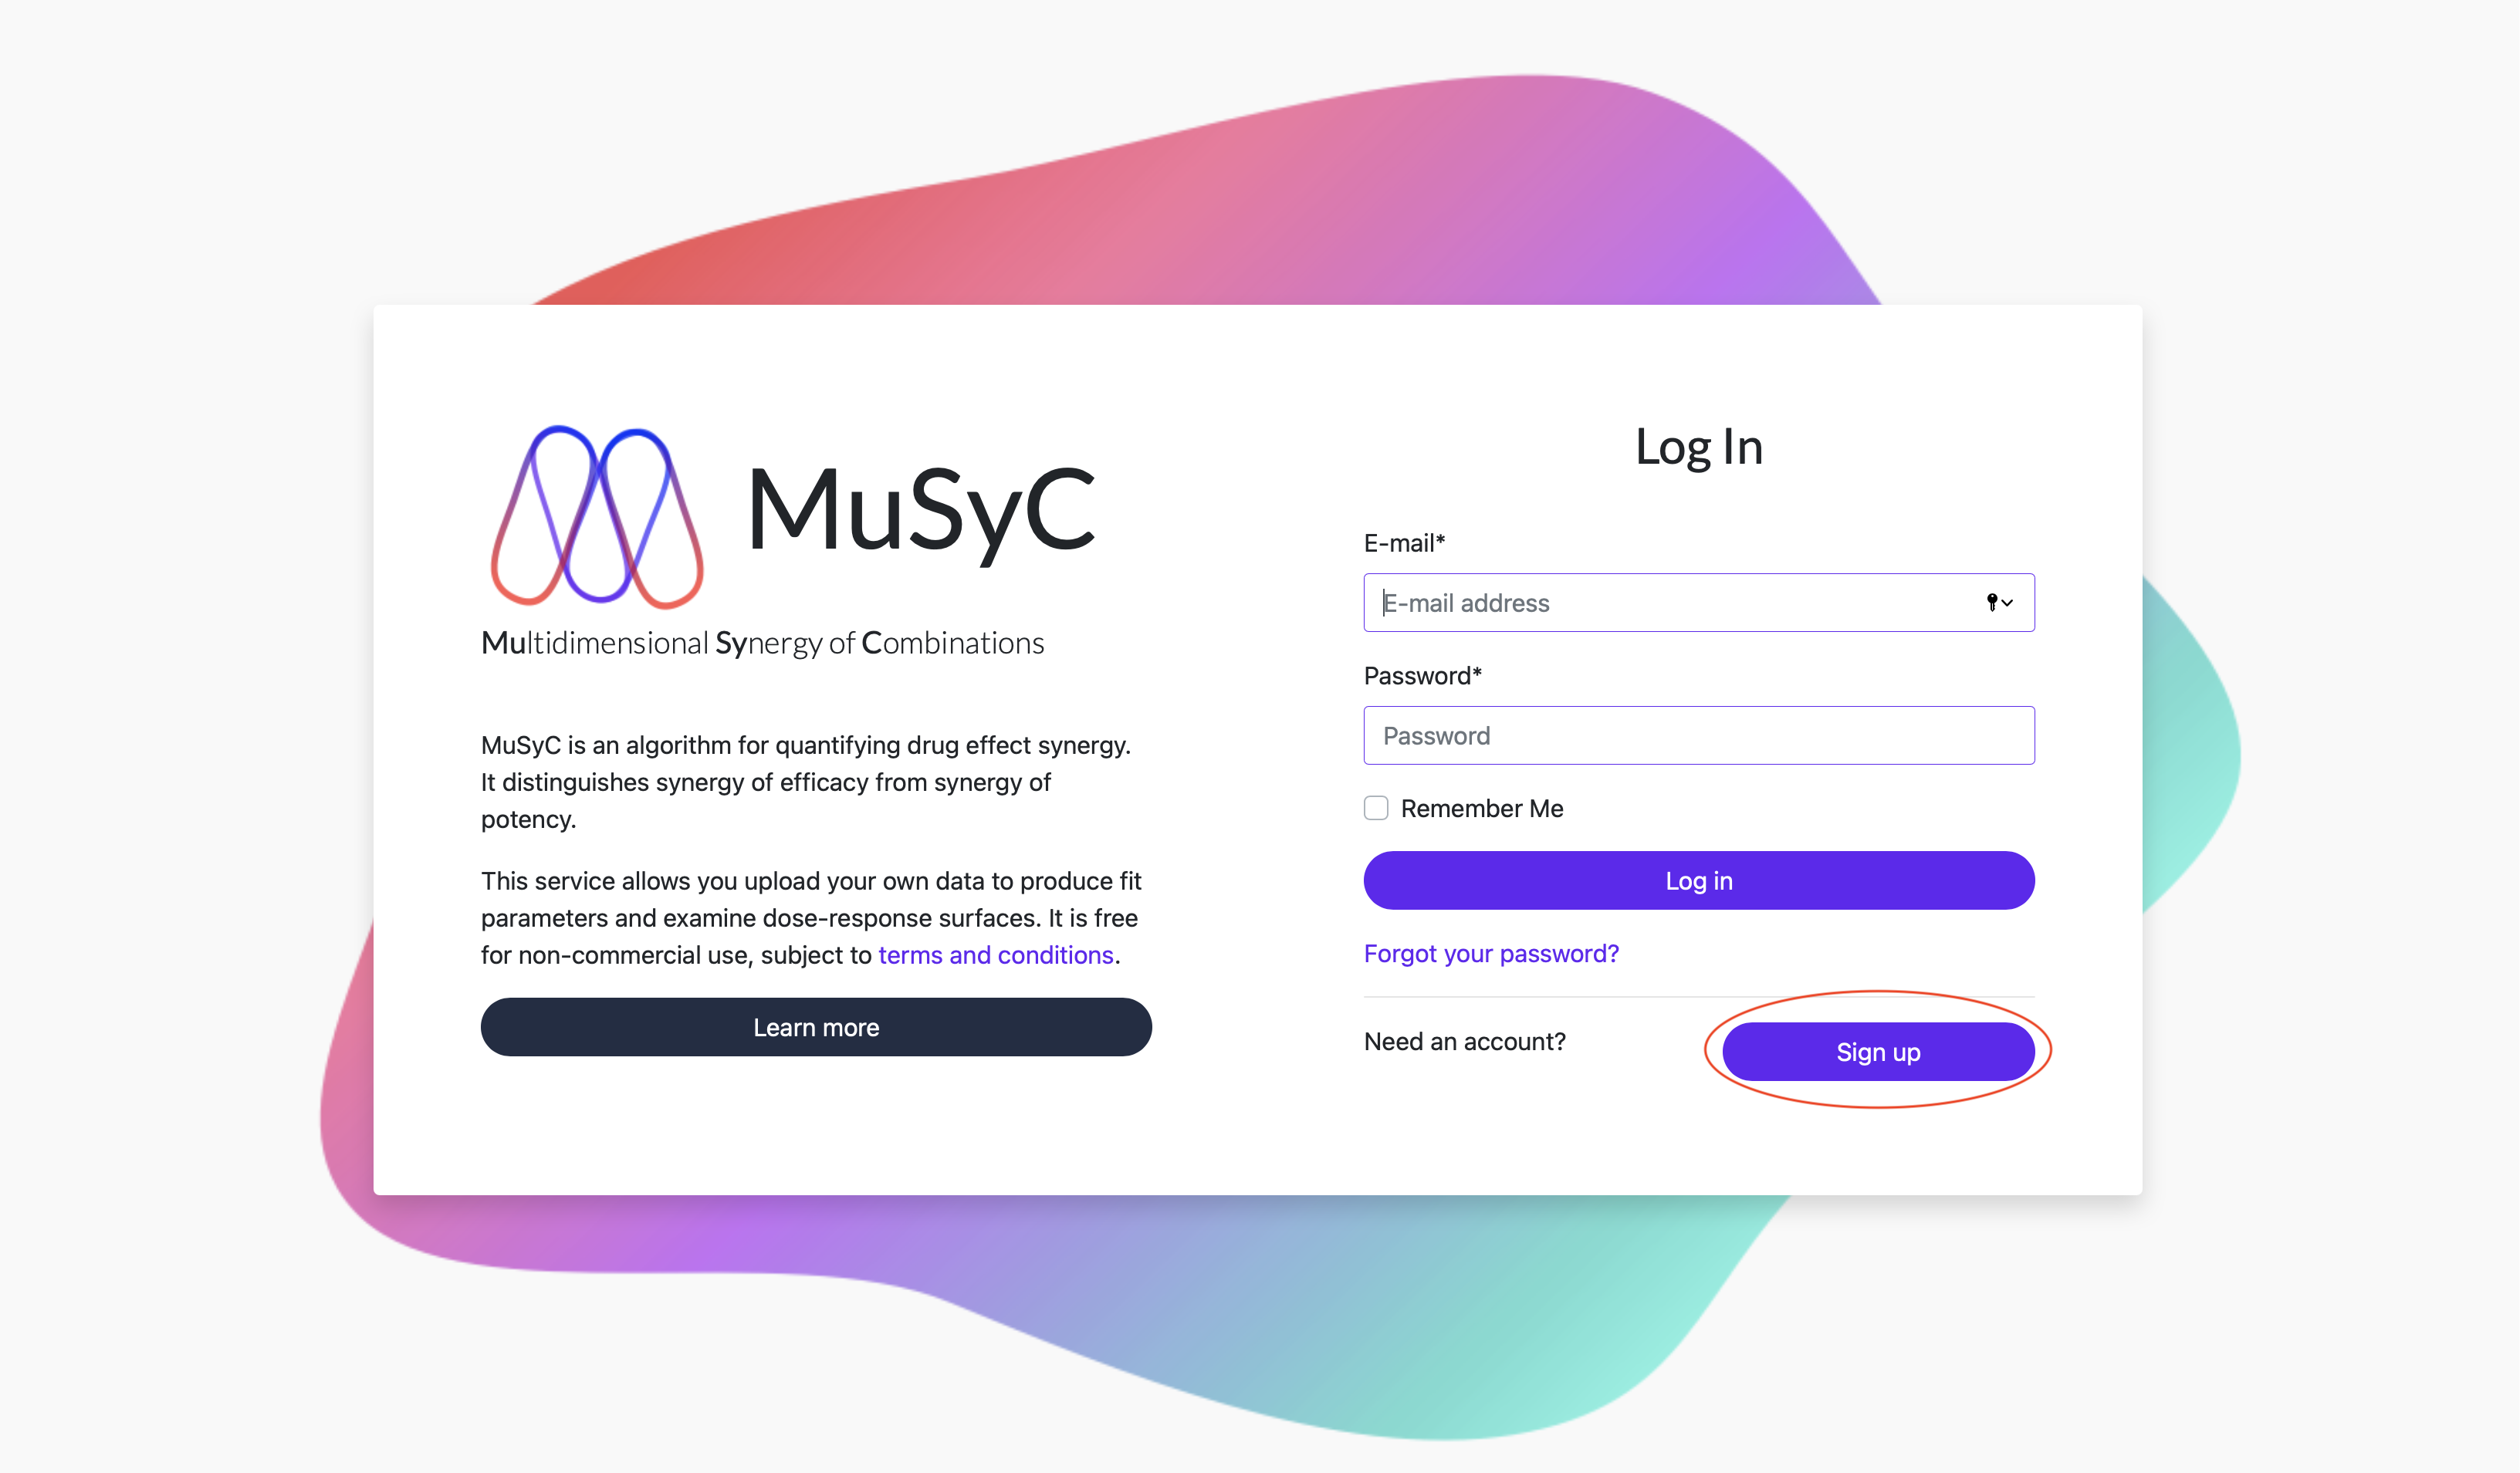 MuSyC
Multidimensional Synergy of Combinations
MuSyC is an algorithm for quantifying drug effect synergy.
It distinguishes synergy of efficacy from synergy of
potency.
This service allows you upload your own data to produce fit
parameters and examine dose-response surfaces. It is free
for non-commercial use, subject to terms and conditions.
Learn more
Log In
E-mail*
E-mail address
Password*
Password
Remember Me
Log in
Forgot your password?
Need an account?
Sign up